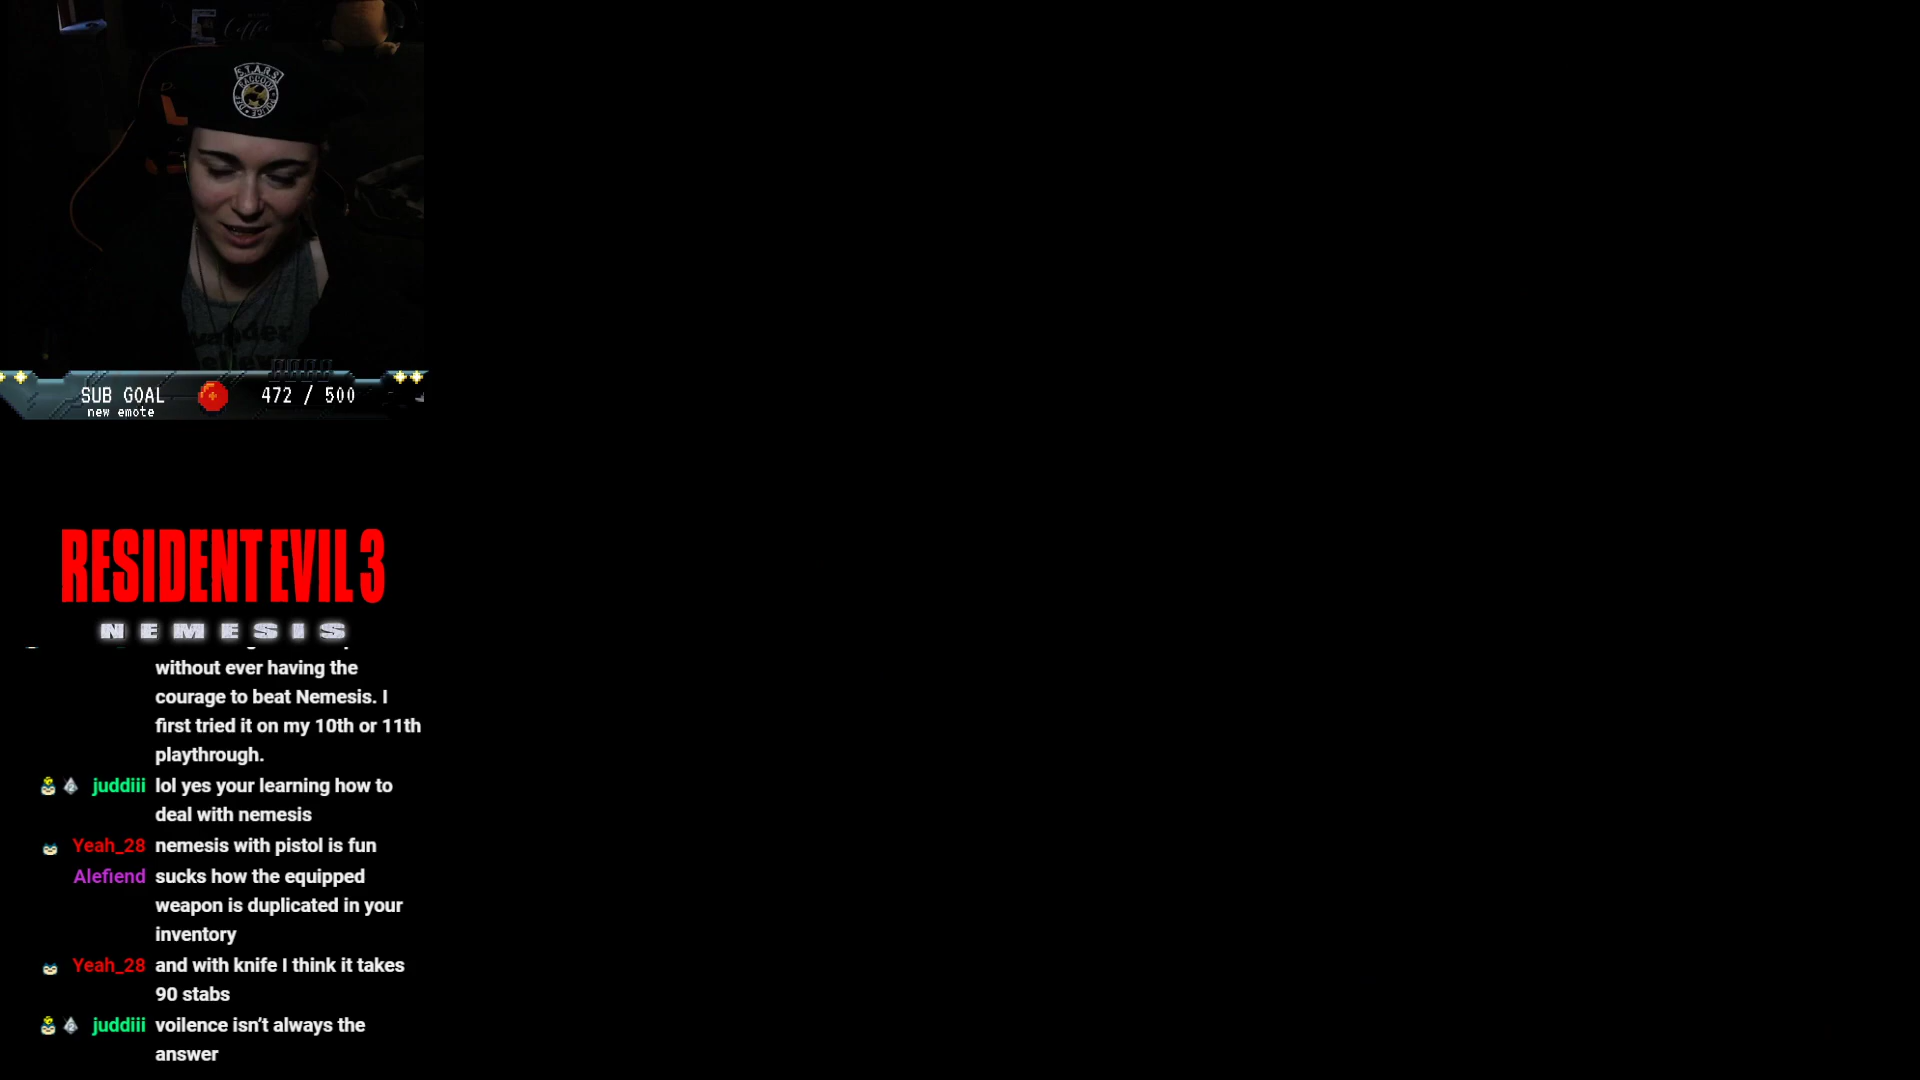 Coffee
S.T.A.R.S.
RACCOON
POLICE
SUB GOAL
472 / 500
new emote
RESIDENT EVIL 3
NEMESIS
without ever having the
courage to beat Nemesis. I
first tried it on my 10th or 11th
playthrough.
juddiii lol yes your learning how to
deal with nemesis
Yeah_28 nemesis with pistol is fun
Alefiend sucks how the equipped
weapon is duplicated in your
inventory
Yeah_28 and with knife I think it takes
90 stabs
juddiii voilence isn't always the
answer